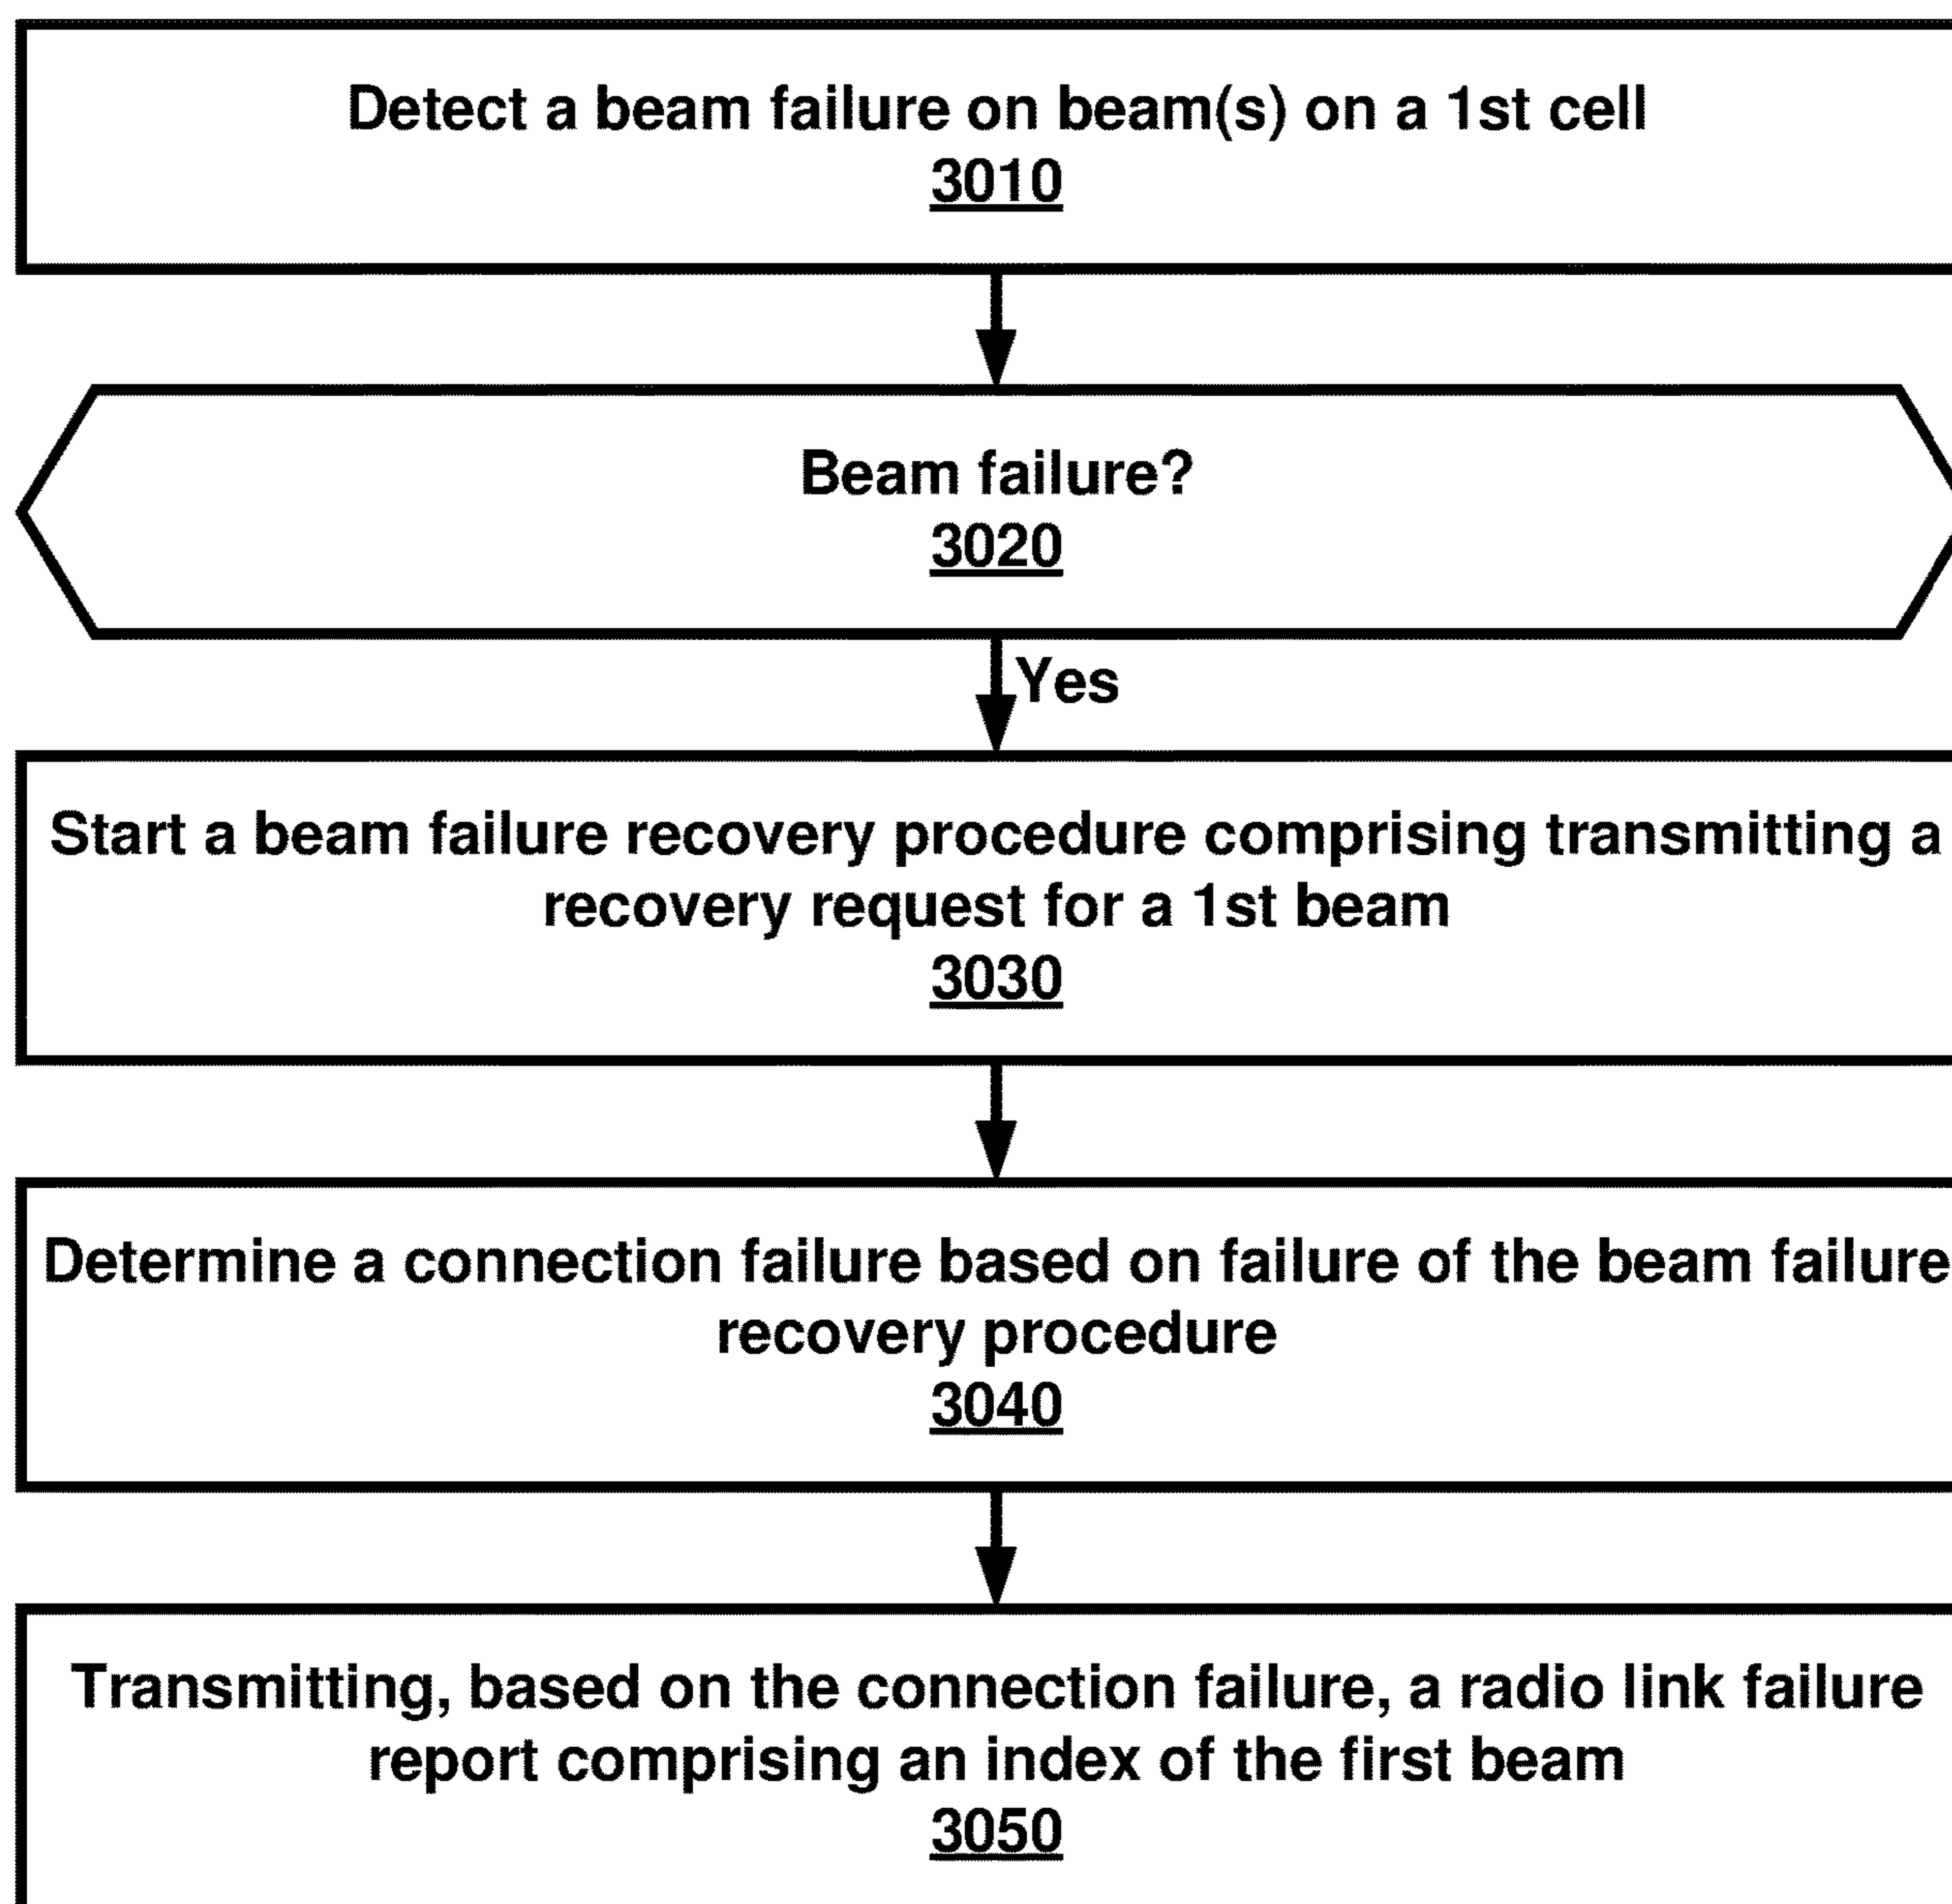 Detect a beam failure on beam(s) on a 1st cell
3010
Beam failure?
3020
Yes
Start a beam failure recovery procedure comprising transmitting a
recovery request for a 1st beam
3030
Determine a connection failure based on failure of the beam failure
recovery procedure
3040
Transmitting, based on the connection failure, a radio link failure
report comprising an index of the first beam
3050